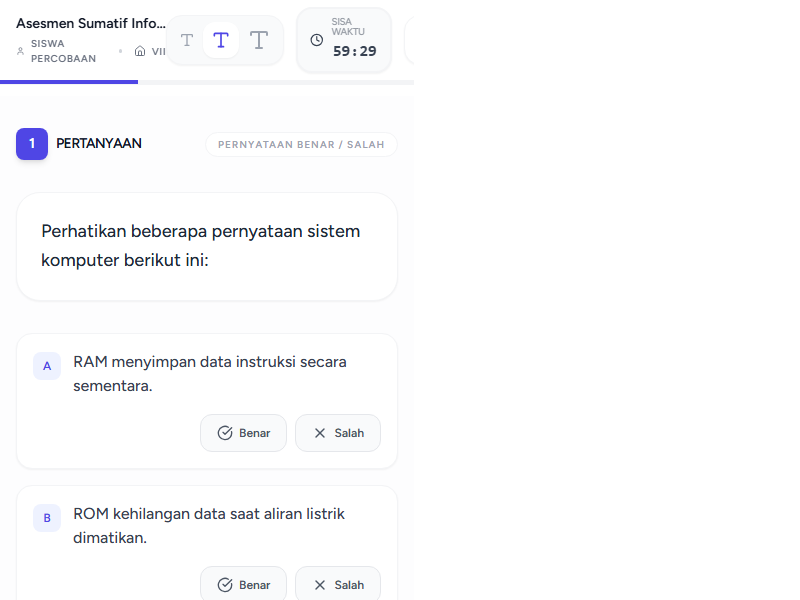 Asesmen Sumatif Info...
SISWA
PERCOBAAN
VII
T T T
SISA
WAKTU
59:29
1 PERTANYAAN
PERNYATAAN BENAR / SALAH
Perhatikan beberapa pernyataan sistem
komputer berikut ini:
A RAM menyimpan data instruksi secara
sementara.
Benar Salah
B ROM kehilangan data saat aliran listrik
dimatikan.
Benar Salah